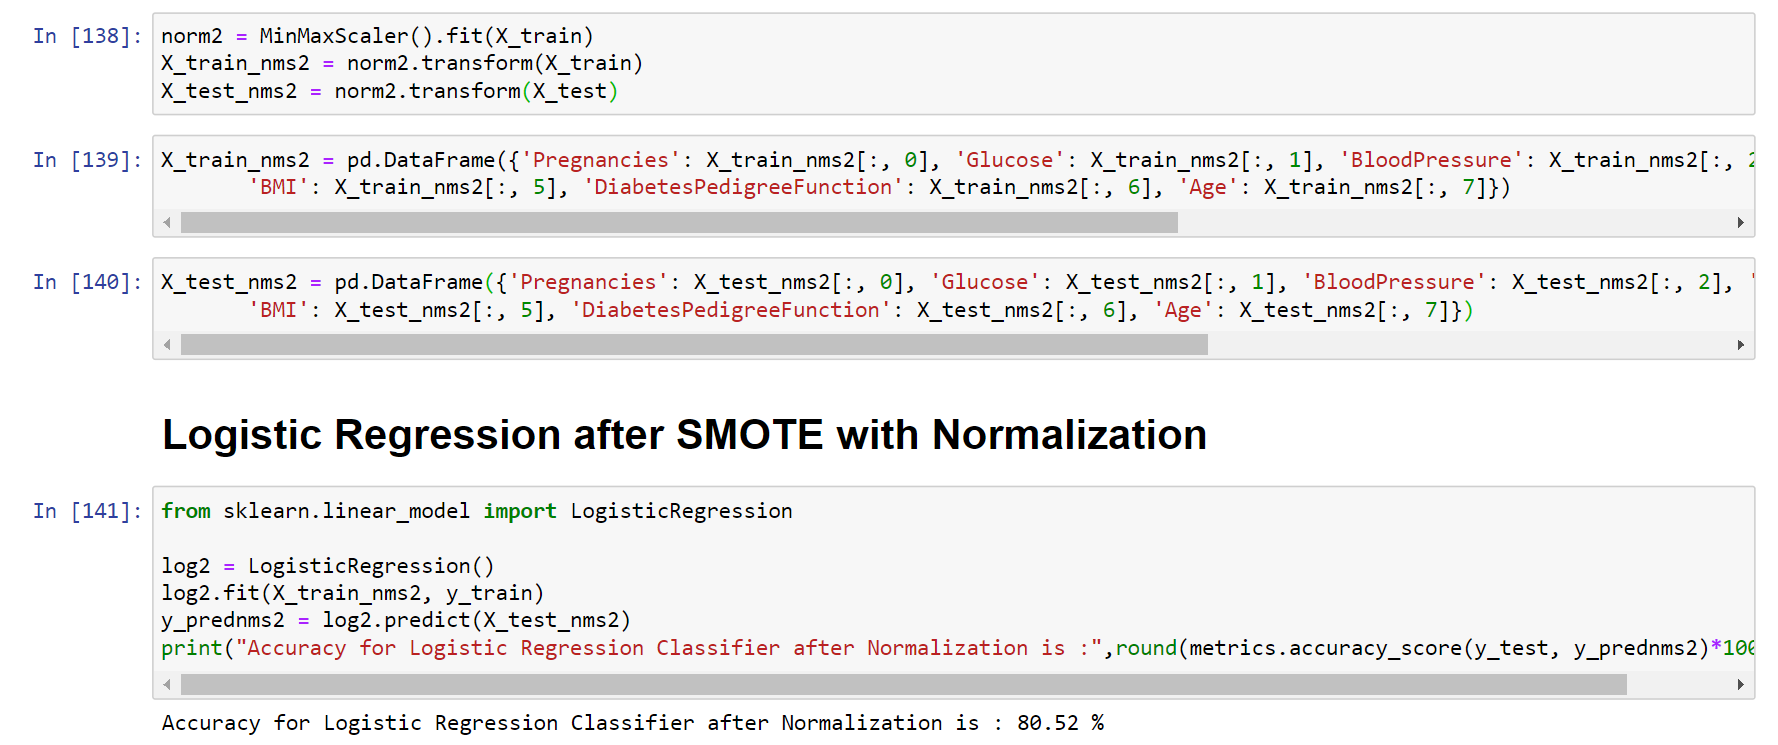 In [138]:
norm2 = MinMaxScaler().fit(X_train)
X_train_nms2 = norm2.transform(X_train)
X_test_nms2 = norm2.transform(X_test)
In [139]:
X_train_nms2 = pd.DataFrame({'Pregnancies': X_train_nms2[:, 0], 'Glucose': X_train_nms2[:, 1], 'BloodPressure': X_train_nms2[:, 2
'BMI': X_train_nms2[:, 5], 'DiabetesPedigreeFunction': X_train_nms2[:, 6], 'Age': X_train_nms2[:, 7]})
In [140]:
X_test_nms2 = pd.DataFrame({'Pregnancies': X_test_nms2[:, 0], 'Glucose': X_test_nms2[:, 1], 'BloodPressure': X_test_nms2[:, 2], '
'BMI': X_test_nms2[:, 5], 'DiabetesPedigreeFunction': X_test_nms2[:, 6], 'Age': X_test_nms2[:, 7]})
Logistic Regression after SMOTE with Normalization
In [141]:
from sklearn.linear_model import LogisticRegression
log2 = LogisticRegression()
log2.fit(X_train_nms2, y_train)
y_prednms2 = log2.predict(X_test_nms2)
print("Accuracy for Logistic Regression Classifier after Normalization is :",round(metrics.accuracy_score(y_test, y_prednms2)*100
Accuracy for Logistic Regression Classifier after Normalization is : 80.52 %